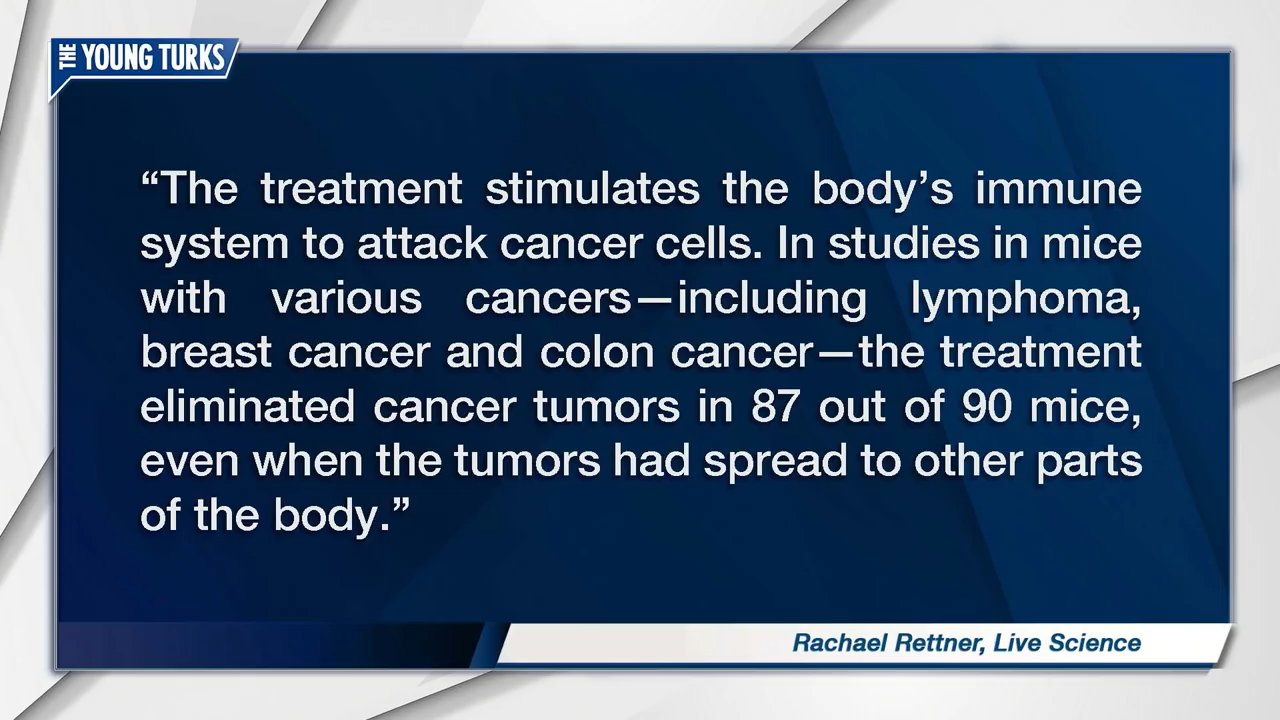 THE YOUNG TURKS
“The treatment stimulates the body’s immune
system to attack cancer cells. In studies in mice
with various cancers—including lymphoma,
breast cancer and colon cancer—the treatment
eliminated cancer tumors in 87 out of 90 mice,
even when the tumors had spread to other parts
of the body.”
Rachael Rettner, Live Science